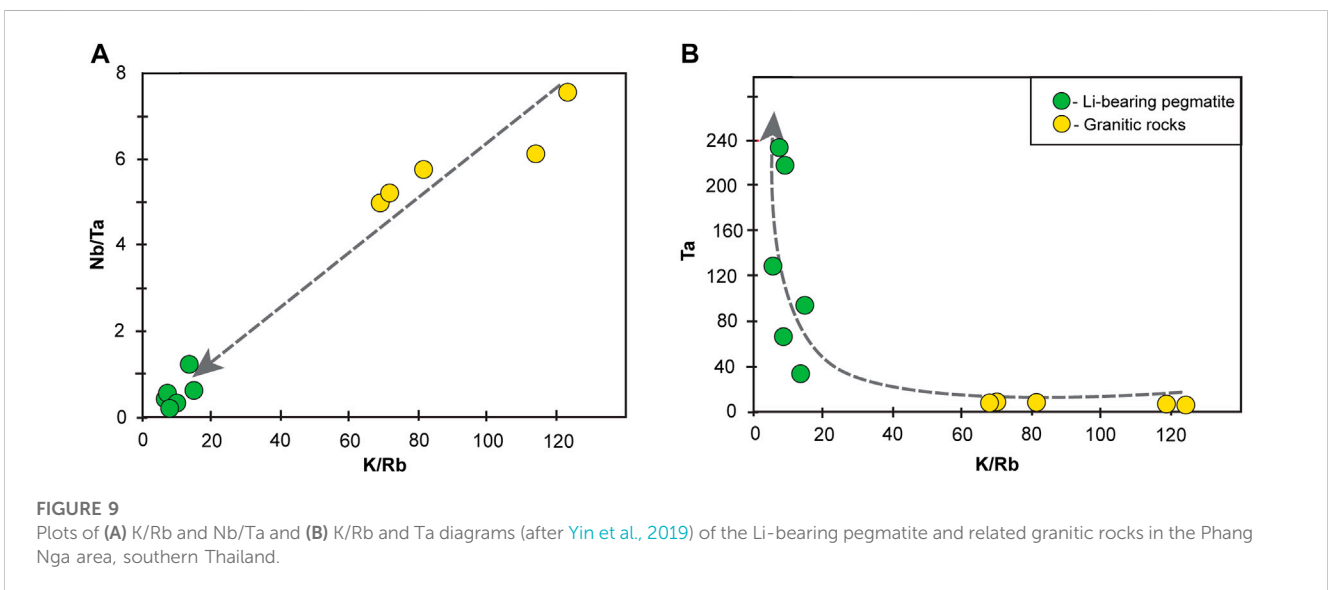 A
8
6
4
2
0
Nb/Ta
0 20 40 60 80 100 120
K/Rb
B
240
200
160
120
80
40
0
Ta
0 20 40 60 80 100 120
K/Rb
- Li-bearing pegmatite
- Granitic rocks
FIGURE 9
Plots of (A) K/Rb and Nb/Ta and (B) K/Rb and Ta diagrams (after Yin et al., 2019) of the Li-bearing pegmatite and related granitic rocks in the Phang
Nga area, southern Thailand.